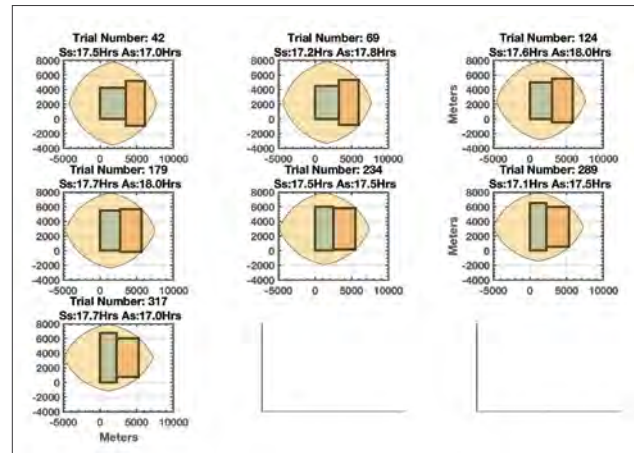 Trial Number: 42
Ss:17.5Hrs As:17.0Hrs
8000
6000
4000
2000
0
-2000
-4000
-5000 0 5000 10000
Trial Number: 69
Ss:17.2Hrs As:17.8Hrs
8000
6000
4000
2000
0
-2000
-4000
-5000 0 5000 10000
Trial Number: 124
Ss:17.6Hrs As:18.0Hrs
Meters
8000
6000
4000
2000
0
-2000
-4000
-5000 0 5000 10000
Trial Number: 179
Ss:17.7Hrs As:18.0Hrs
8000
6000
4000
2000
0
-2000
-4000
-5000 0 5000 10000
Trial Number: 234
Ss:17.5Hrs As:17.5Hrs
8000
6000
4000
2000
0
-2000
-4000
-5000 0 5000 10000
Trial Number: 289
Ss:17.1Hrs As:17.5Hrs
Meters
8000
6000
4000
2000
0
-2000
-4000
-5000 0 5000 10000
Trial Number: 317
Ss:17.7Hrs As:17.0Hrs
8000
6000
4000
2000
0
-2000
-4000
-5000 0 5000 10000
Meters